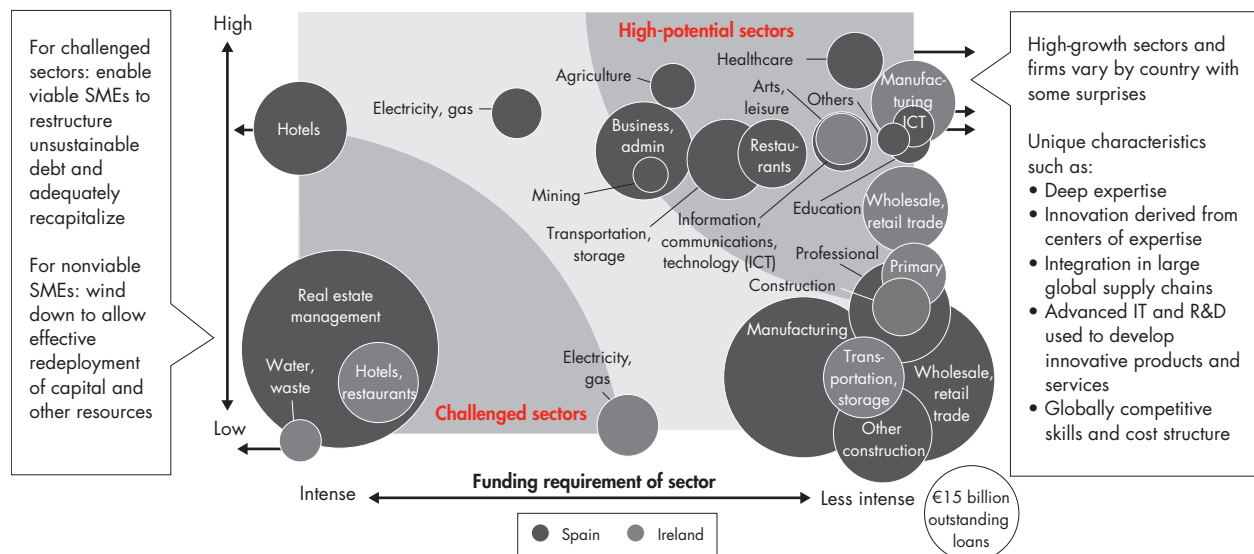 For challenged
sectors: enable
viable SMEs to
restructure
unsustainable
debt and
adequately
recapitalize
For nonviable
SMEs: wind
down to allow
effective
redeployment
of capital and
other resources
High
Low
High-potential sectors
Healthcare
Agriculture
Arts,
leisure
Others
Manufac-
turing
ICT
Electricity, gas
Hotels
Business,
admin
Restau-
rants
Mining
Education
Wholesale,
retail trade
Transportation,
storage
Information,
communications,
technology (ICT)
Professional
Primary
Construction
Real estate
management
Manufacturing
Water,
waste
Hotels,
restaurants
Electricity,
gas
Trans-
portation,
storage
Wholesale,
retail
trade
Challenged sectors
Other
construction
Intense
Funding requirement of sector
Less intense
€15 billion
outstanding
loans
Spain
Ireland
High-growth sectors and
firms vary by country with
some surprises
Unique characteristics
such as:
• Deep expertise
• Innovation derived from
centers of expertise
• Integration in large
global supply chains
• Advanced IT and R&D
used to develop
innovative products and
services
• Globally competitive
skills and cost structure